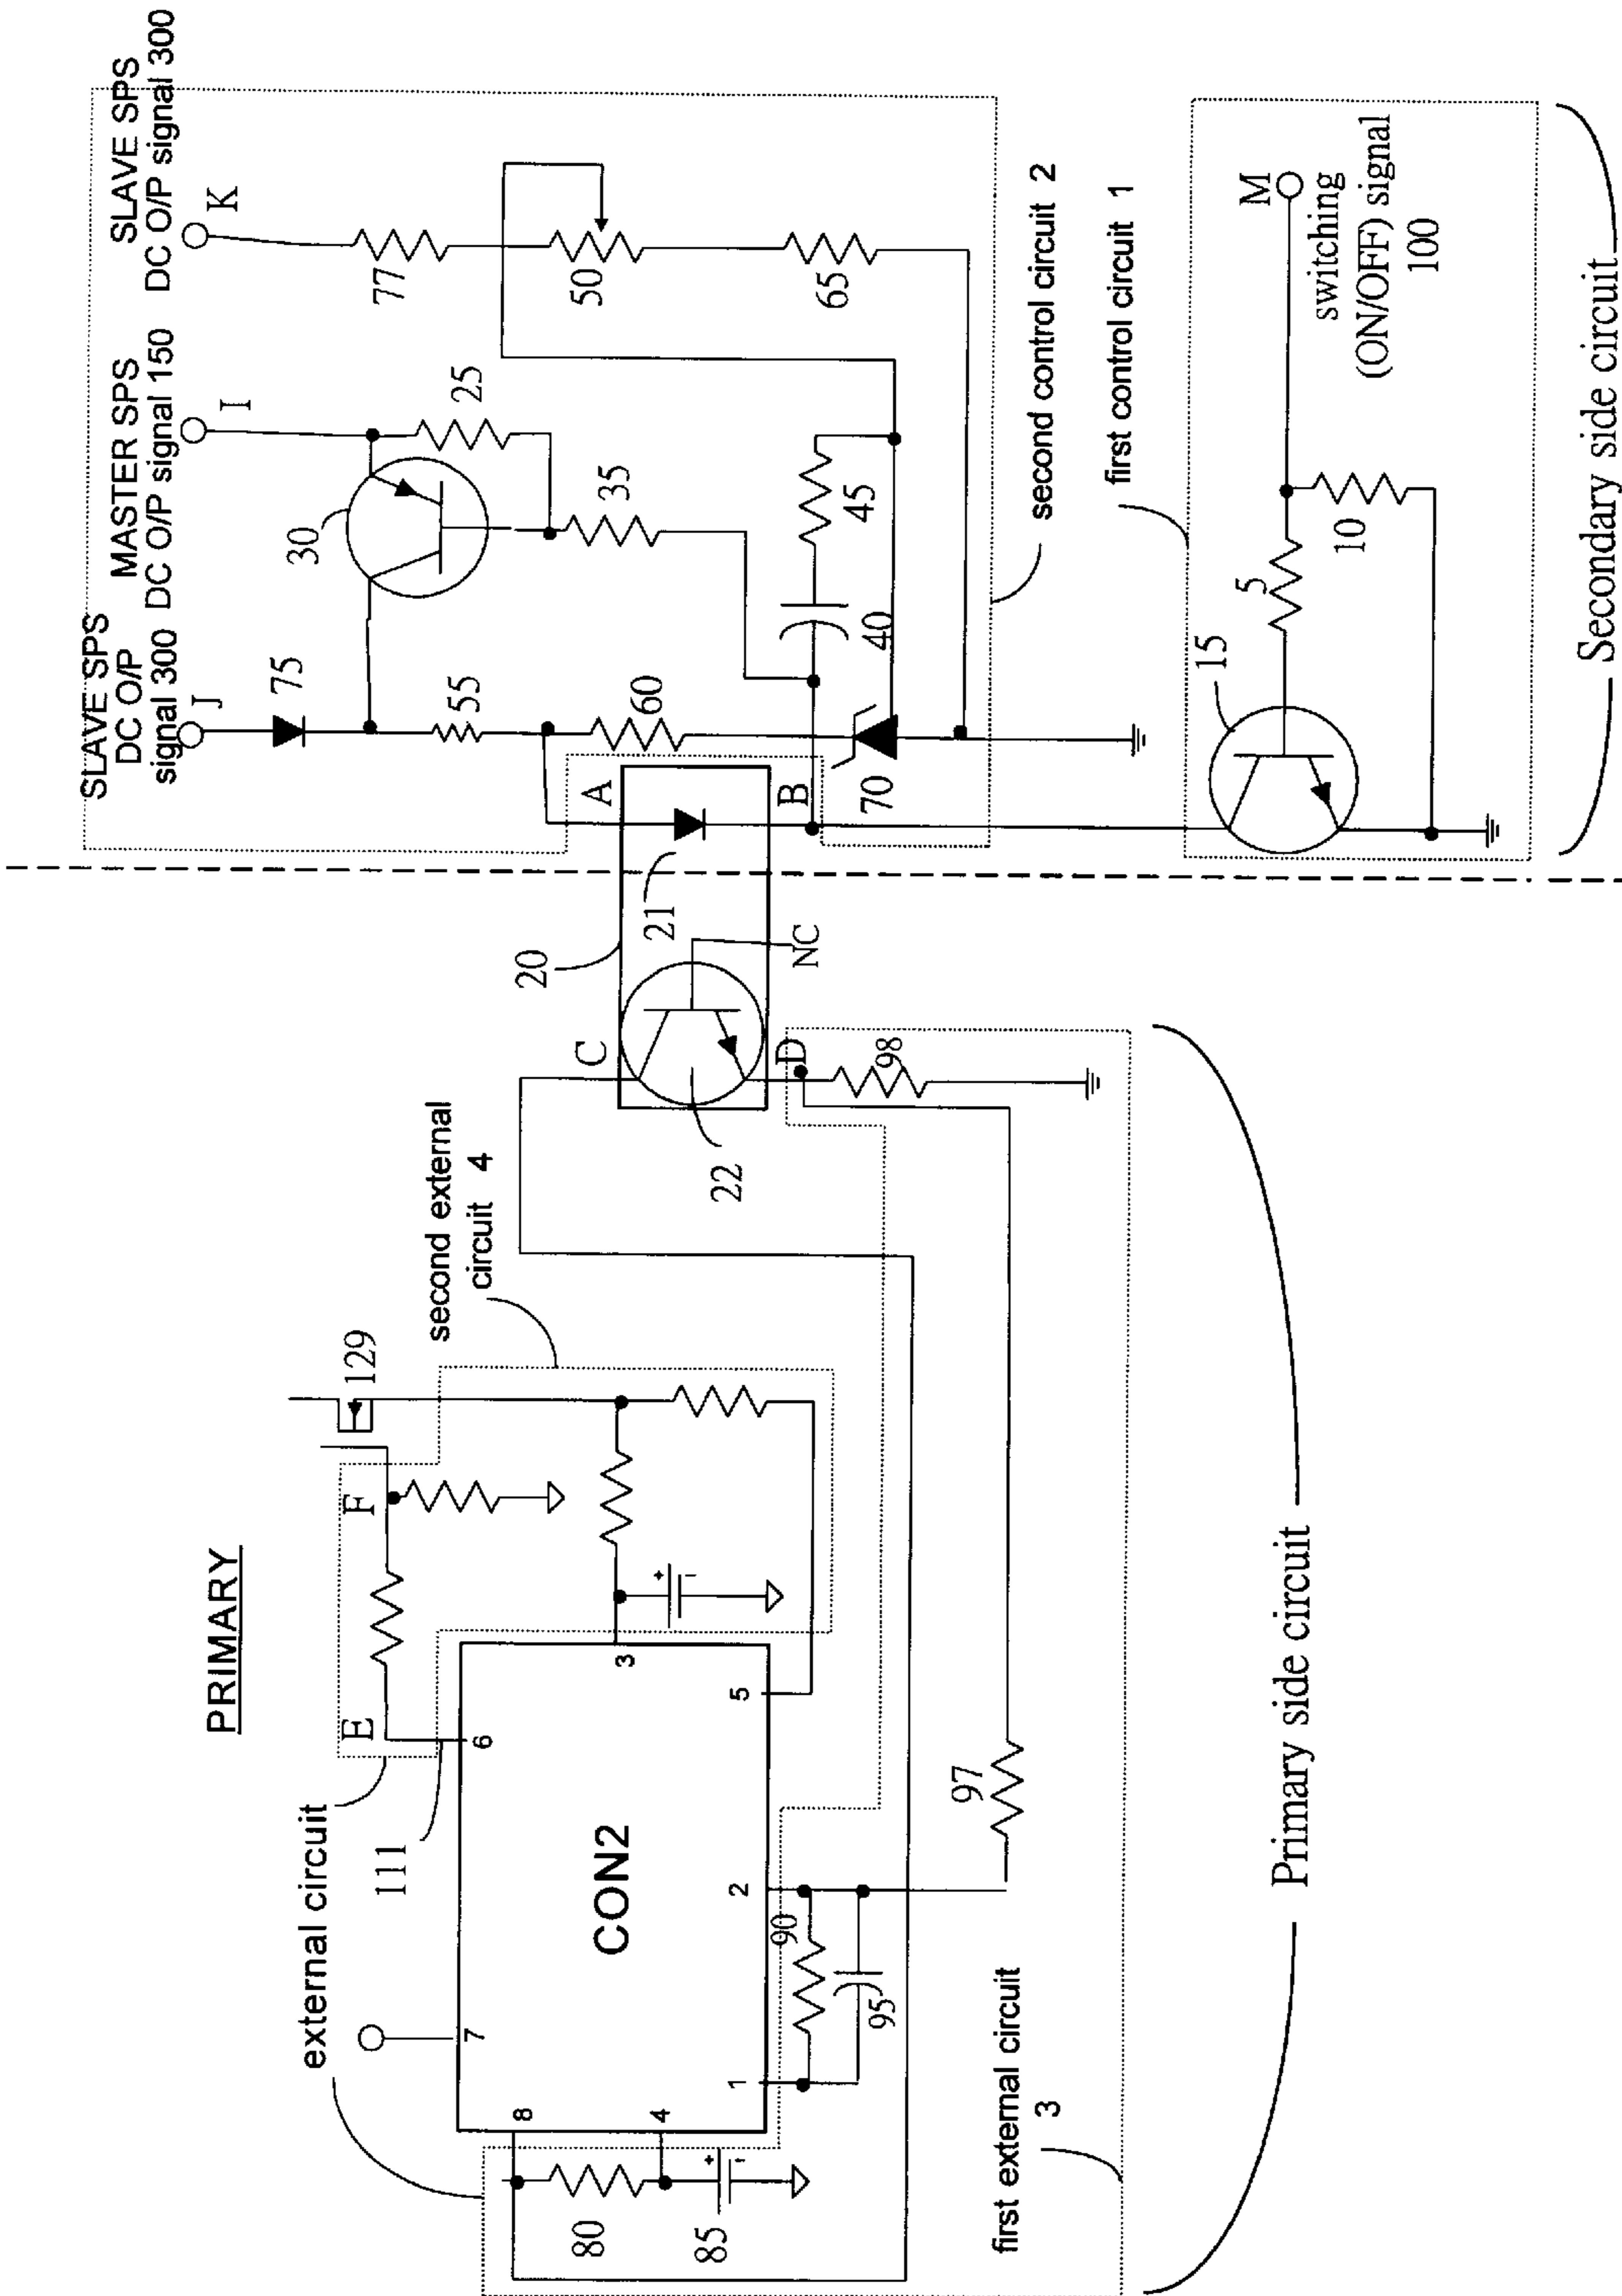 SLAVE SPS
DC O/P
signal 300
J
MASTER SPS
DC O/P signal 150
I
SLAVE SPS
DC O/P signal 300
K
75
30
25
77
55
35
50
60
45
65
40
70
A
B
20
21
NC
C
D
22
98
second control circuit 2
first control circuit 1
15
5
10
M
switching
(ON/OFF) signal
100
Secondary side circuit
PRIMARY
external circuit
111
E
F
129
second external
circuit 4
7
6
8
4
3
5
1
2
CON2
80
85
+
-
+
-
90
95
97
first external circuit
3
Primary side circuit